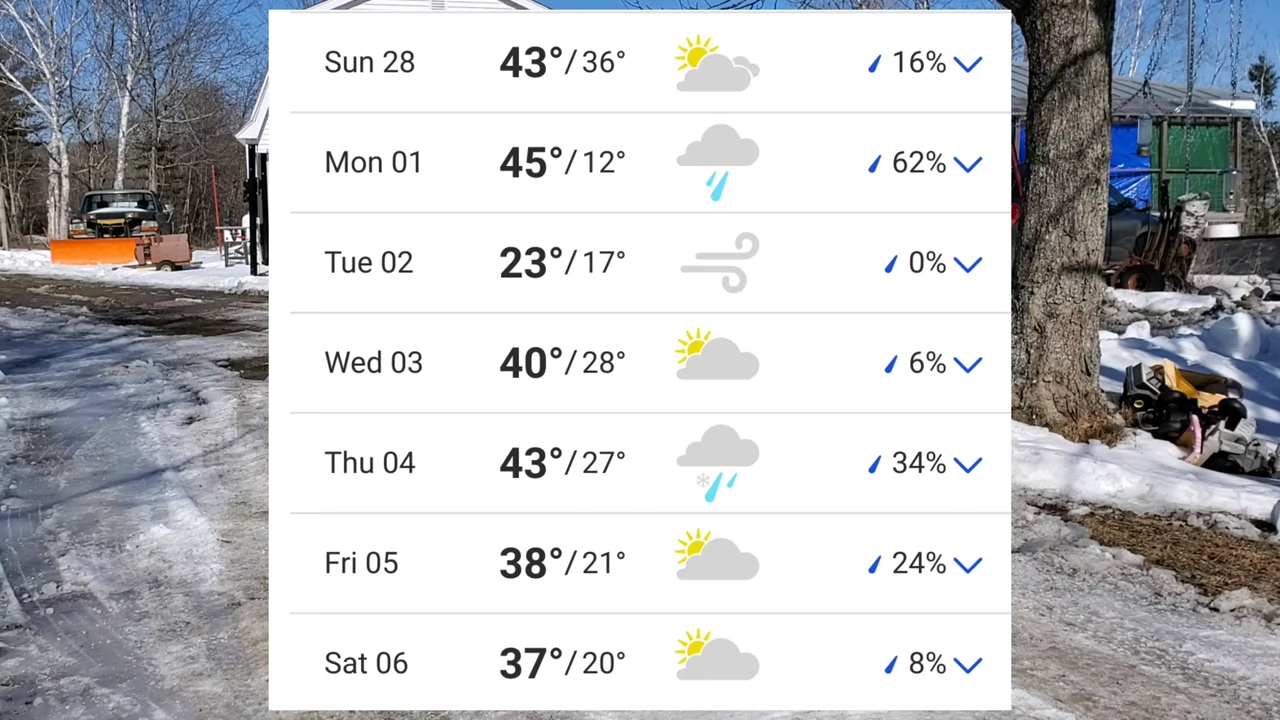 Sun 28 43°/36° 16%
Mon 01 45°/12° 62%
Tue 02 23°/17° 0%
Wed 03 40°/28° 6%
Thu 04 43°/27° 34%
Fri 05 38°/21° 24%
Sat 06 37°/20° 8%